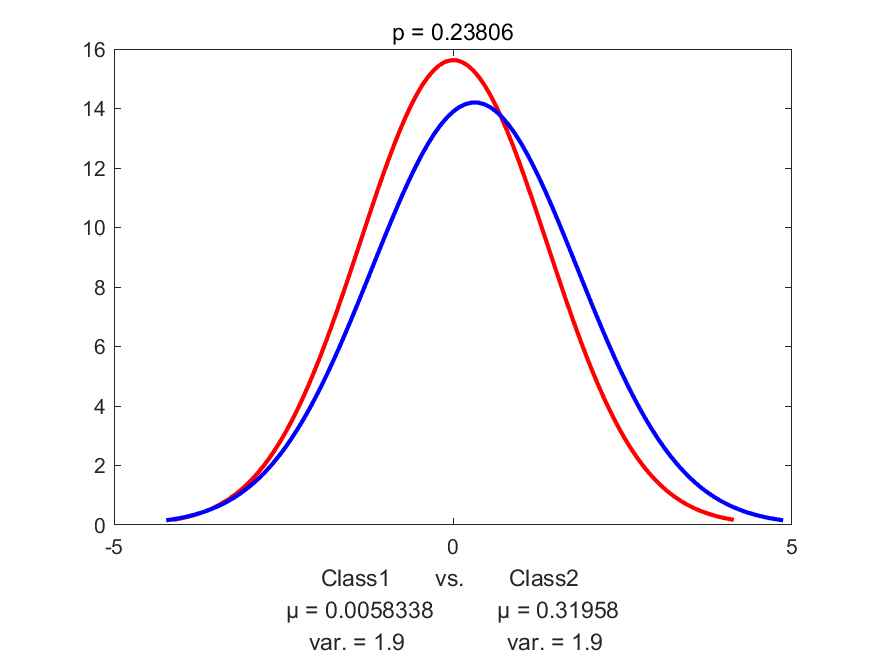 p = 0.23806
16
14
12
10
8
6
4
2
0
-5 0 5
Class1 vs. Class2
μ = 0.0058338 μ = 0.31958
var. = 1.9 var. = 1.9